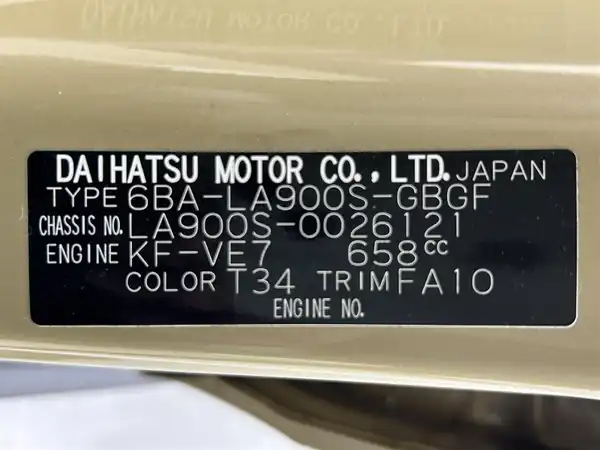 DAIHATSU MOTOR CO., LTD. JAPAN
TYPE 6BA-LA900S-GBGF
CHASSIS NO. LA900S-0026121
ENGINE KF-VE7 658cc
COLOR T34 TRIM FA10
ENGINE NO.